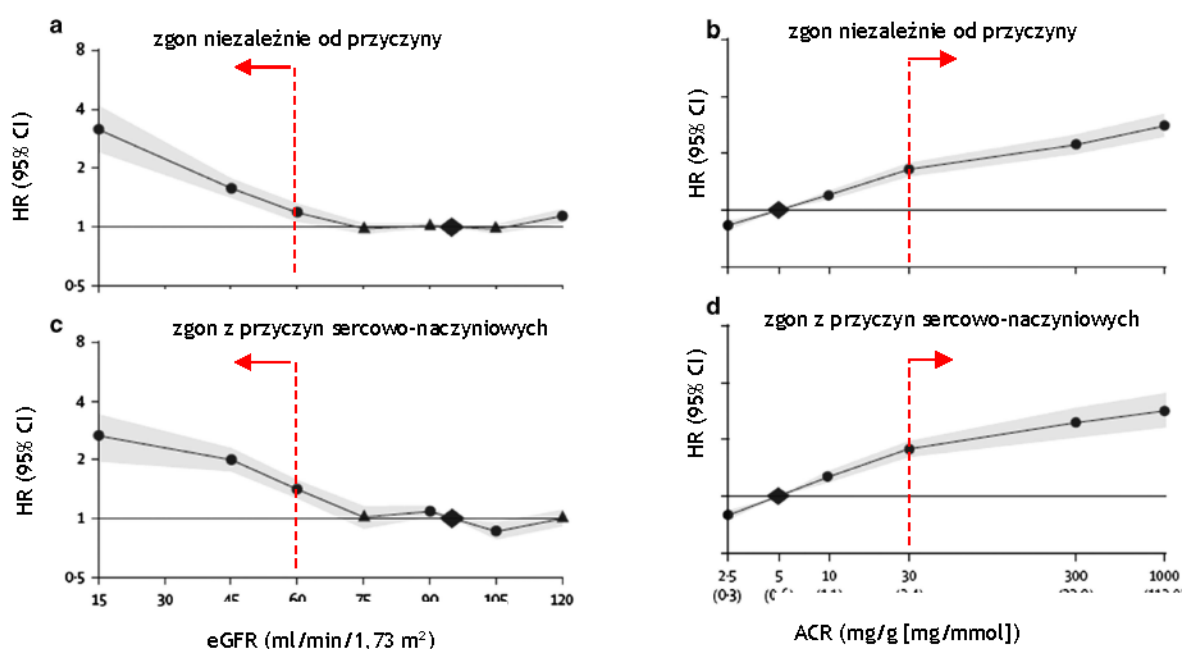 a
zgon niezależnie od przyczyny
8
4
2
1
0·5
HR (95% CI)
b
zgon niezależnie od przyczyny
HR (95% CI)
c
zgon z przyczyn sercowo-naczyniowych
8
4
2
1
0·5
HR (95% CI)
15 30 45 60 75 90 105 120
eGFR (ml/min/1,73 m²)
d
zgon z przyczyn sercowo-naczyniowych
HR (95% CI)
2·5 5 10 30 300 1000
(0·3)
ACR (mg/g [mg/mmol])